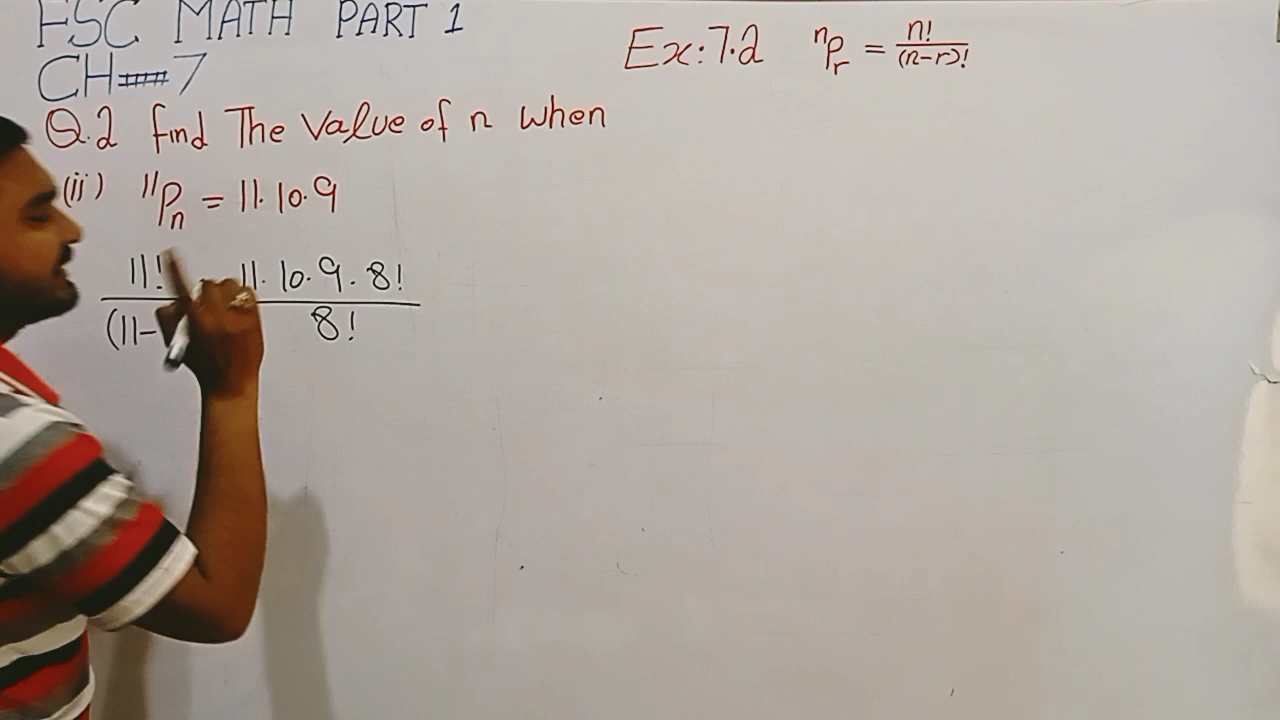 FSC MATH PART 1
CH 7
Ex: 7.2 ⁿPᵣ = n!/(n-r)!
Q.2 find The Value of n when
(ii) ¹¹Pₙ = 11.10.9
11! 11.10.9.8!
(11- 8!